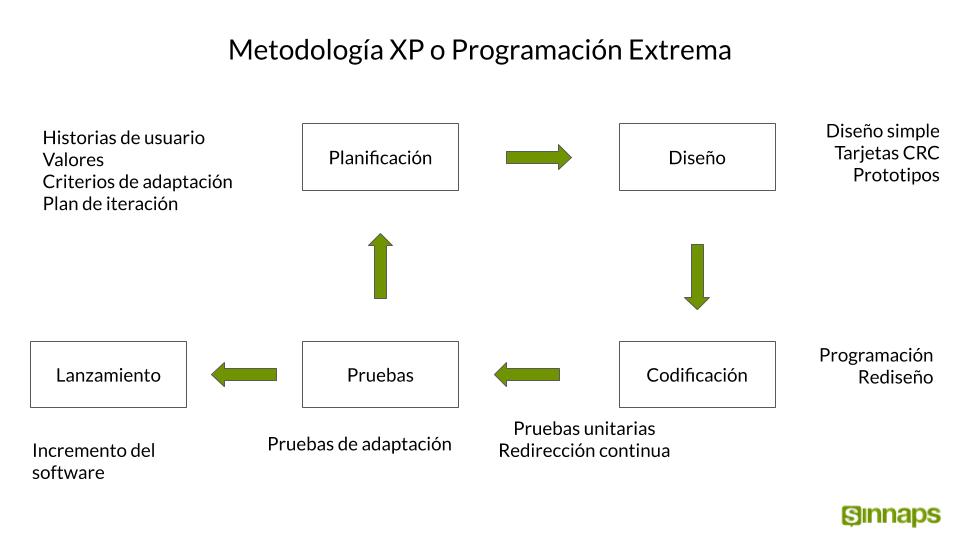 Metodología XP o Programación Extrema
Historias de usuario
Valores
Criterios de adaptación
Plan de iteración
Planificación
Diseño
Diseño simple
Tarjetas CRC
Prototipos
Lanzamiento
Pruebas
Codificación
Programación
Rediseño
Incremento del
software
Pruebas de adaptación
Pruebas unitarias
Redirección continua
Sinnaps